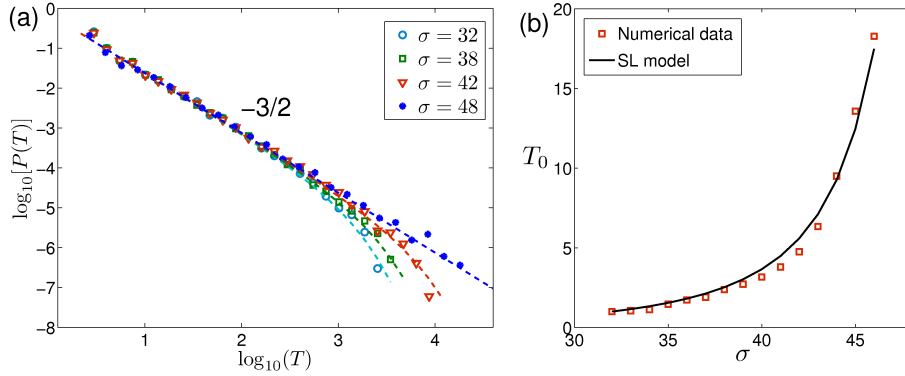 (a)
0
−1
−2
−3
−4
−5
−6
−7
−8
log₁₀[P(T)]
1
2
3
4
log₁₀(T)
−3/2
σ = 32
σ = 38
σ = 42
σ = 48
(b)
20
15
10
5
0
T₀
30
35
40
45
σ
Numerical data
SL model